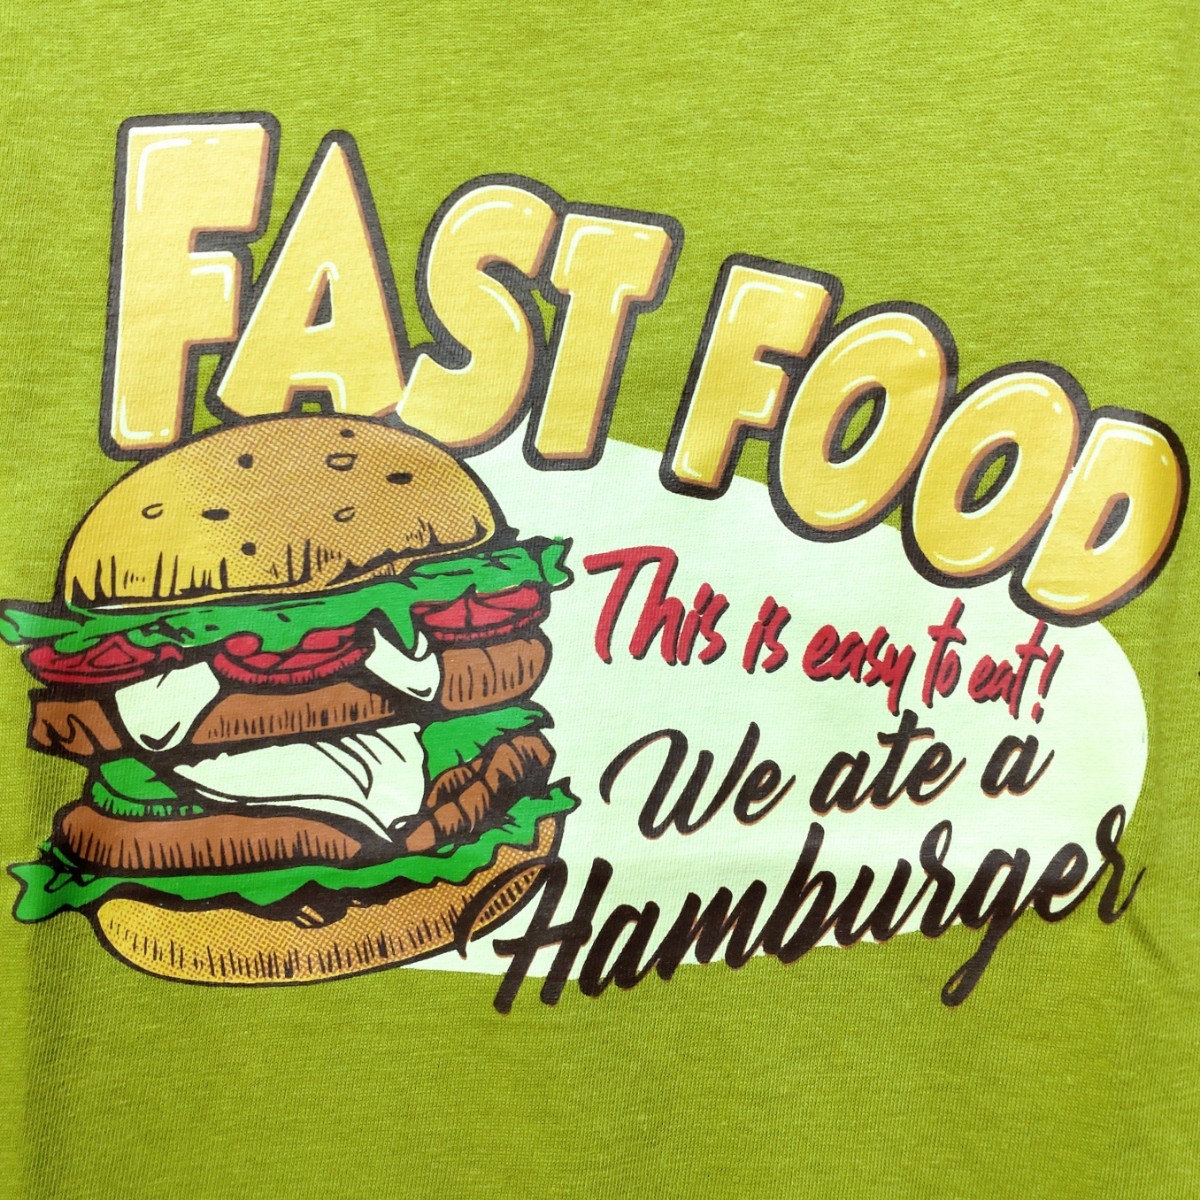 FAST FOOD
This is easy to eat!
We ate a
Hamburger